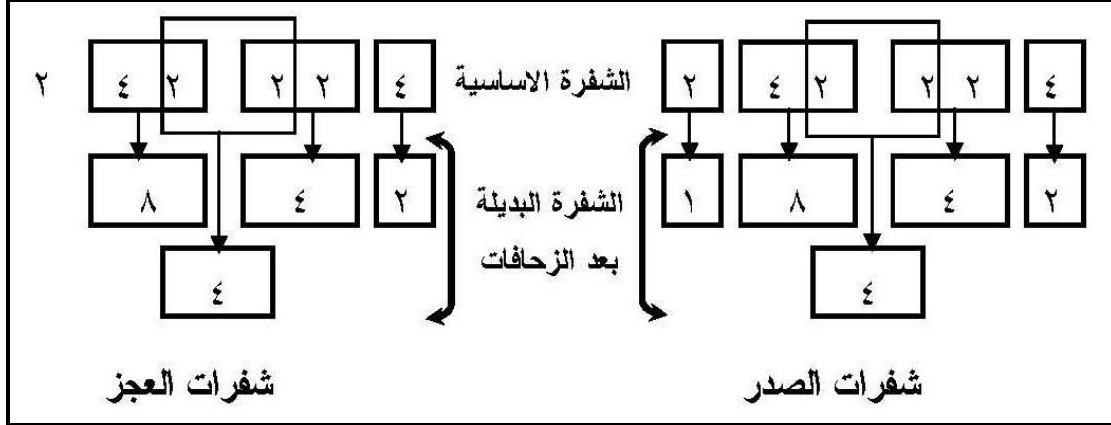 ٤ ٢ ٢ ٢ ٤ ٢ الشفرة الاساسية ٤ ٢ ٢ ٢ ٤ ٢
٢ ٤ ٨ ١ الشفرة البديلة ٢ ٤ ٨
٤ بعد الزحافات ٤
شفرات الصدر شفرات العجز